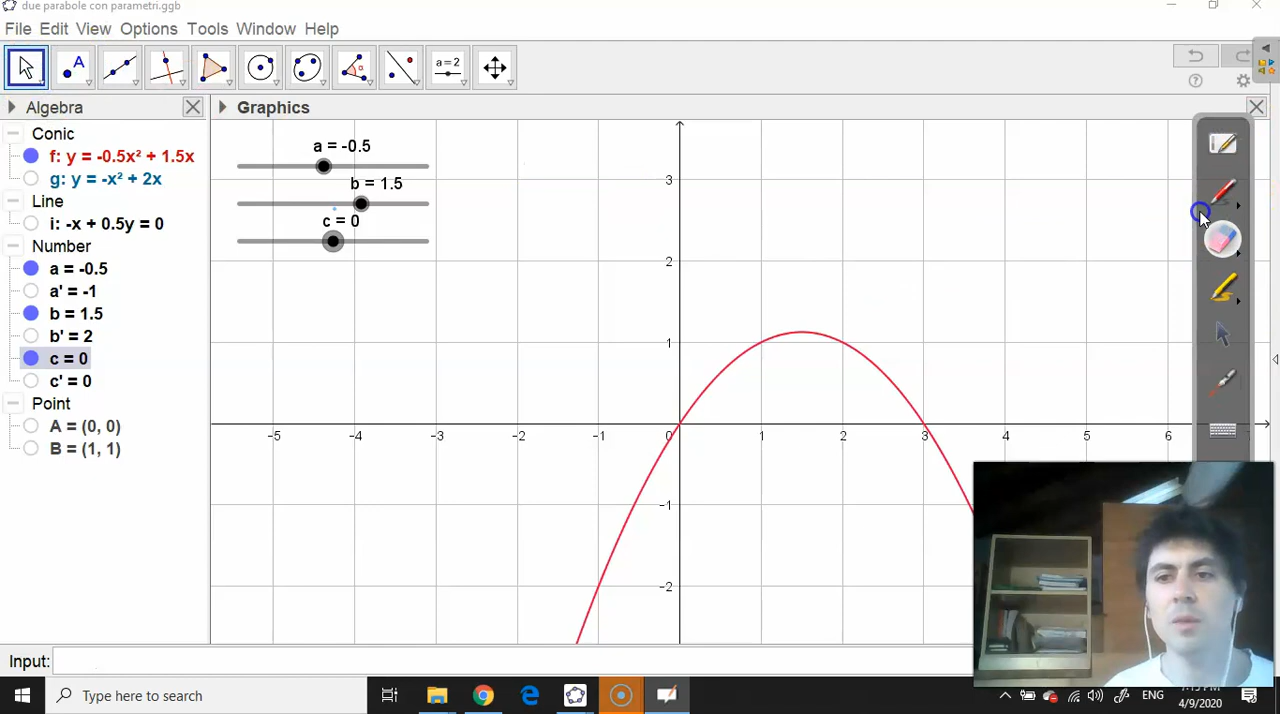 due parabole con parametri.ggb
File Edit View Options Tools Window Help
A
a=2
Algebra
Graphics
Conic
f: y = -0.5x² + 1.5x
g: y = -x² + 2x
Line
i: -x + 0.5y = 0
Number
a = -0.5
a' = -1
b = 1.5
b' = 2
c = 0
c' = 0
Point
A = (0, 0)
B = (1, 1)
a = -0.5
b = 1.5
c = 0
3
2
1
-5 -4 -3 -2 -1 0 1 2 3 4 5 6
-1
-2
Input:
Type here to search
ENG
7:15 PM
4/9/2020